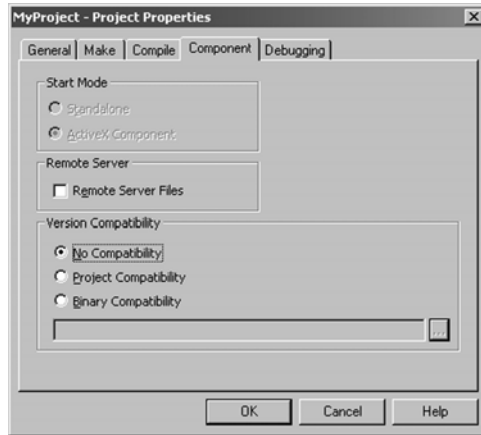 MyProject - Project Properties
General Make Compile Component Debugging
Start Mode
Standalone
ActiveX Component
Remote Server
Remote Server Files
Version Compatibility
No Compatibility
Project Compatibility
Binary Compatibility
...
OK Cancel Help